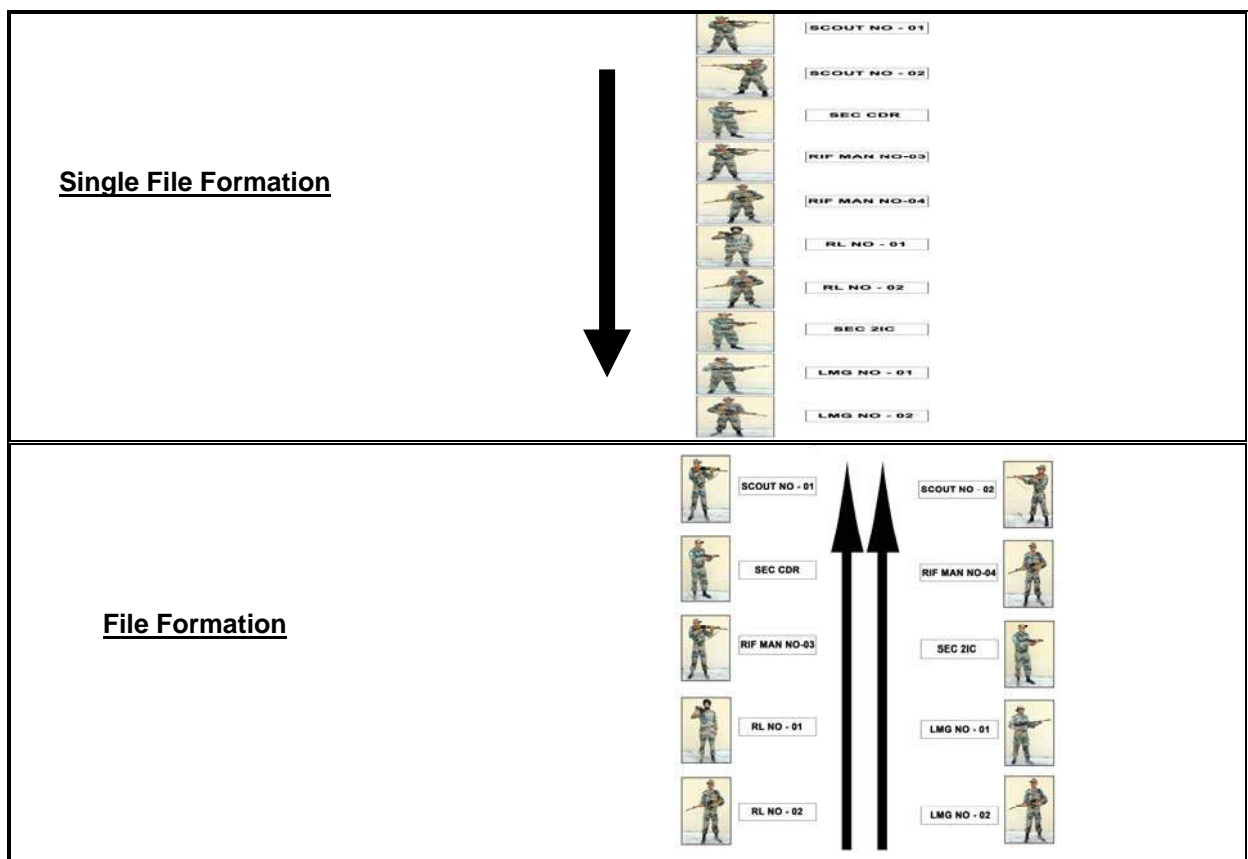 SCOUT NO - 01
SCOUT NO - 02
SEC CDR
RIF MAN NO-03
Single File Formation
RIF MAN NO-04
RL NO - 01
RL NO - 02
SEC 2IC
LMG NO - 01
LMG NO - 02
SCOUT NO - 01
SCOUT NO - 02
SEC CDR
RIF MAN NO-04
File Formation
RIF MAN NO-03
SEC 2IC
RL NO - 01
LMG NO - 01
RL NO - 02
LMG NO - 02